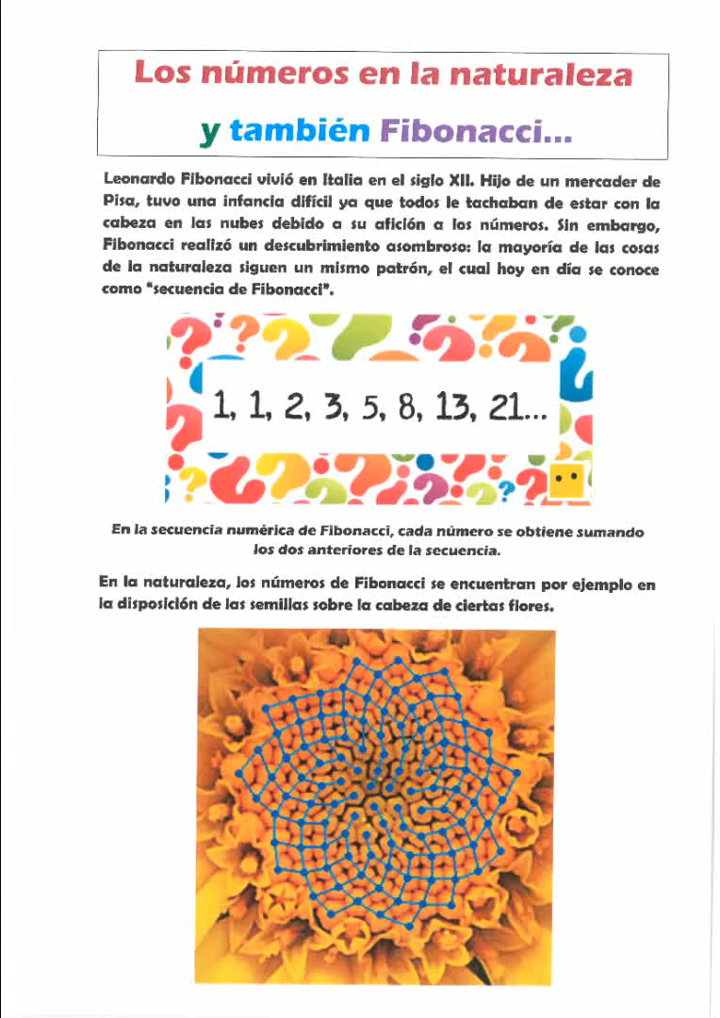 Los números en la naturaleza
y también Fibonacci...
Leonardo Fibonacci vivió en Italia en el siglo XII. Hijo de un mercader de
Pisa, tuvo una infancia difícil ya que todos le tachaban de estar con la
cabeza en las nubes debido a su afición a los números. Sin embargo,
Fibonacci realizó un descubrimiento asombroso: la mayoría de las cosas
de la naturaleza siguen un mismo patrón, el cual hoy en día se conoce
como "secuencia de Fibonacci".
1, 1, 2, 3, 5, 8, 13, 21...
En la secuencia numérica de Fibonacci, cada número se obtiene sumando
los dos anteriores de la secuencia.
En la naturaleza, los números de Fibonacci se encuentran por ejemplo en
la disposición de las semillas sobre la cabeza de ciertas flores.